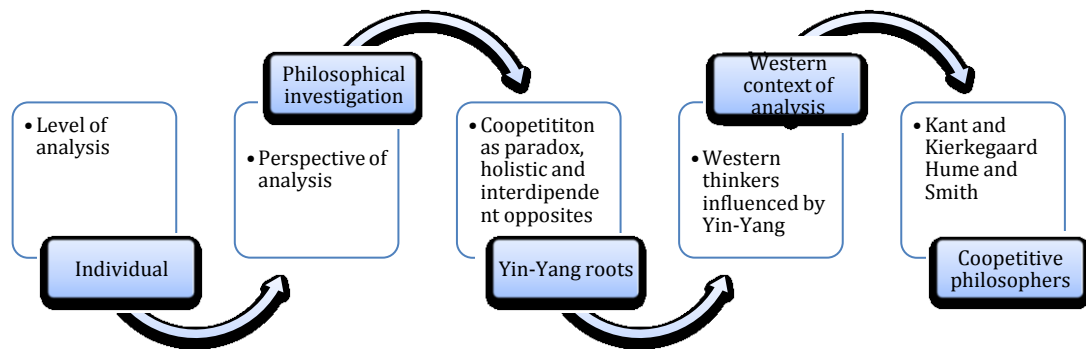 • Level of
analysis
Individual
Philosophical
investigation
• Perspective of
analysis
• Coopetititon
as paradox,
holistic and
interdipende
nt opposites
Yin-Yang roots
Western
context of
analysis
• Western
thinkers
influenced by
Yin-Yang
• Kant and
Kierkegaard
Hume and
Smith
Coopetitive
philosophers